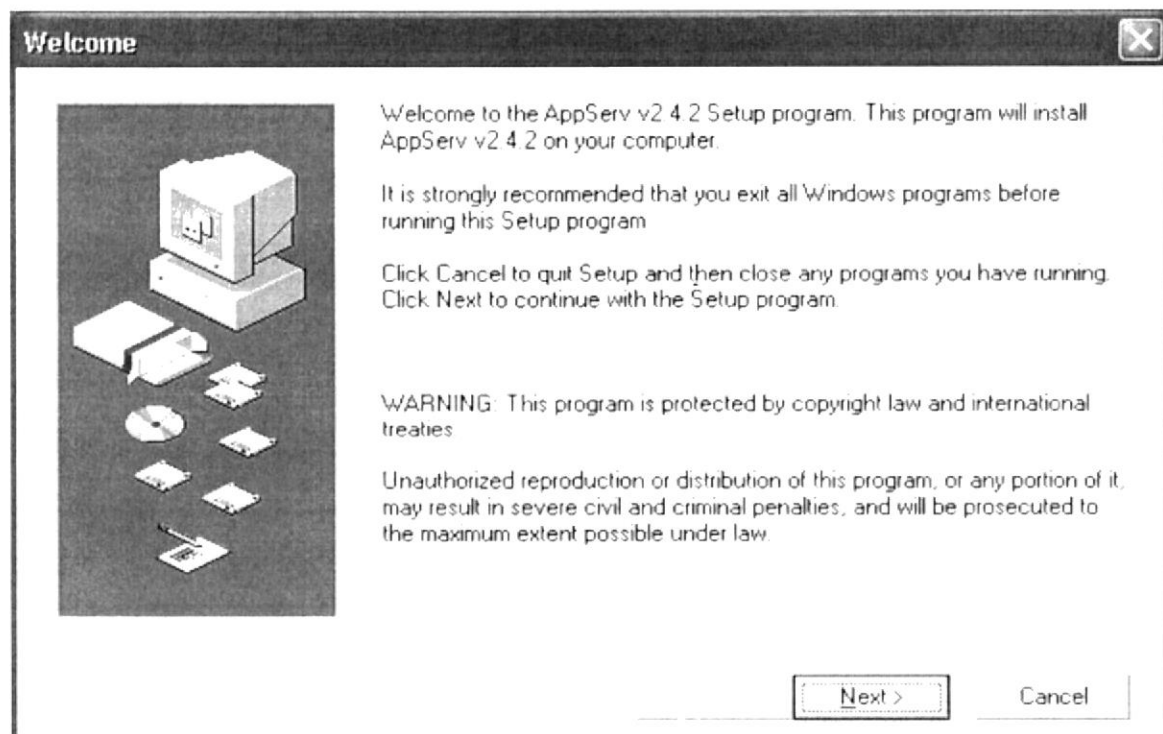 Welcome
Welcome to the AppServ v2.4.2 Setup program. This program will install
AppServ v2.4.2 on your computer.
It is strongly recommended that you exit all Windows programs before
running this Setup program
Click Cancel to quit Setup and then close any programs you have running.
Click Next to continue with the Setup program.
WARNING: This program is protected by copyright law and international
treaties
Unauthorized reproduction or distribution of this program, or any portion of it,
may result in severe civil and criminal penalties, and will be prosecuted to
the maximum extent possible under law.
Next >
Cancel